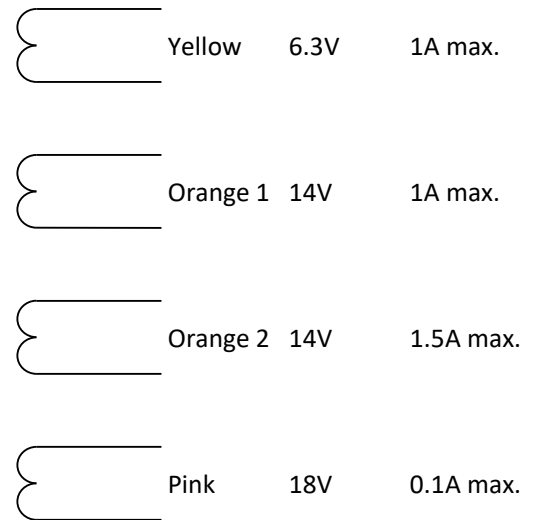 Yellow 6.3V 1A max.
Orange 1 14V 1A max.
Orange 2 14V 1.5A max.
Pink 18V 0.1A max.